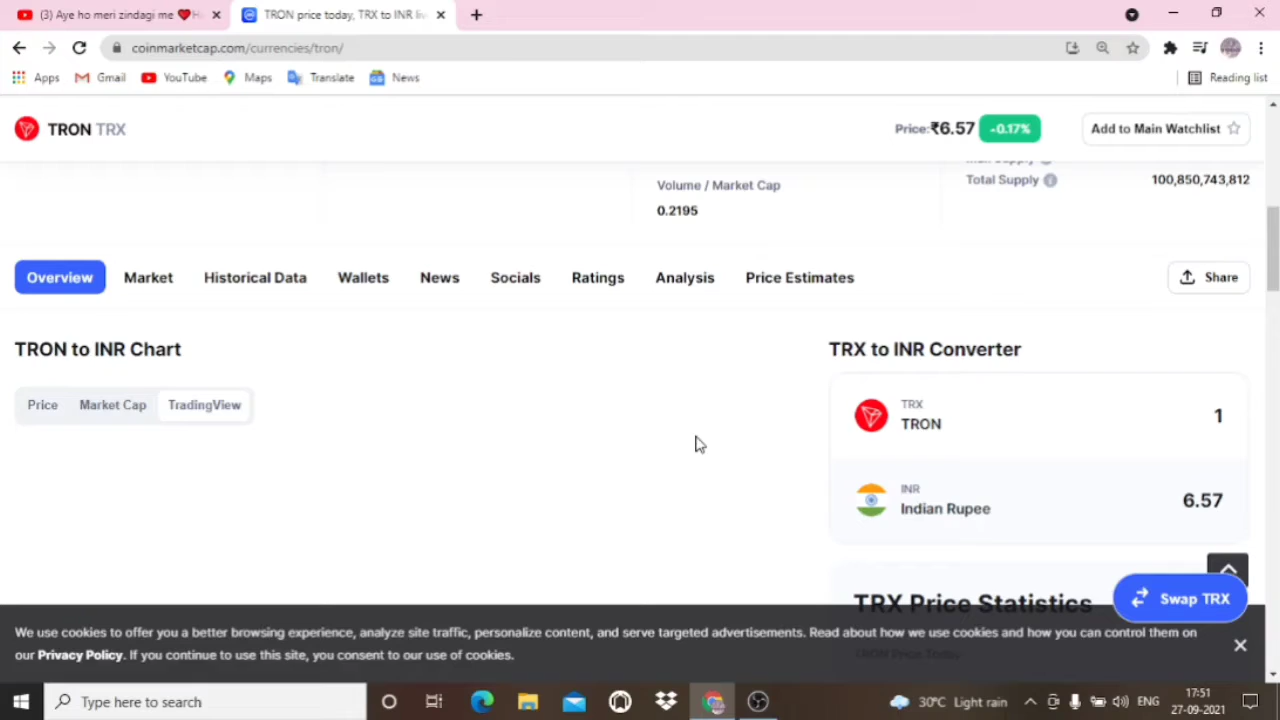 (3) Aye ho meri zindagi me
TRON price today, TRX to INR li
coinmarketcap.com/currencies/tron/
Apps Gmail YouTube Maps Translate News Reading list
TRON TRX
Price:₹6.57 -0.17% Add to Main Watchlist
Volume / Market Cap
0.2195
Total Supply 100,850,743,812
Overview Market Historical Data Wallets News Socials Ratings Analysis Price Estimates Share
TRON to INR Chart
Price Market Cap TradingView
TRX to INR Converter
TRX
TRON 1
INR
Indian Rupee 6.57
TRX Price Statistics
TRON Price Today
Swap TRX
We use cookies to offer you a better browsing experience, analyze site traffic, personalize content, and serve targeted advertisements. Read about how we use cookies and how you can control them on
our Privacy Policy. If you continue to use this site, you consent to our use of cookies.
Type here to search
30°C Light rain ENG 17:51
27-09-2021